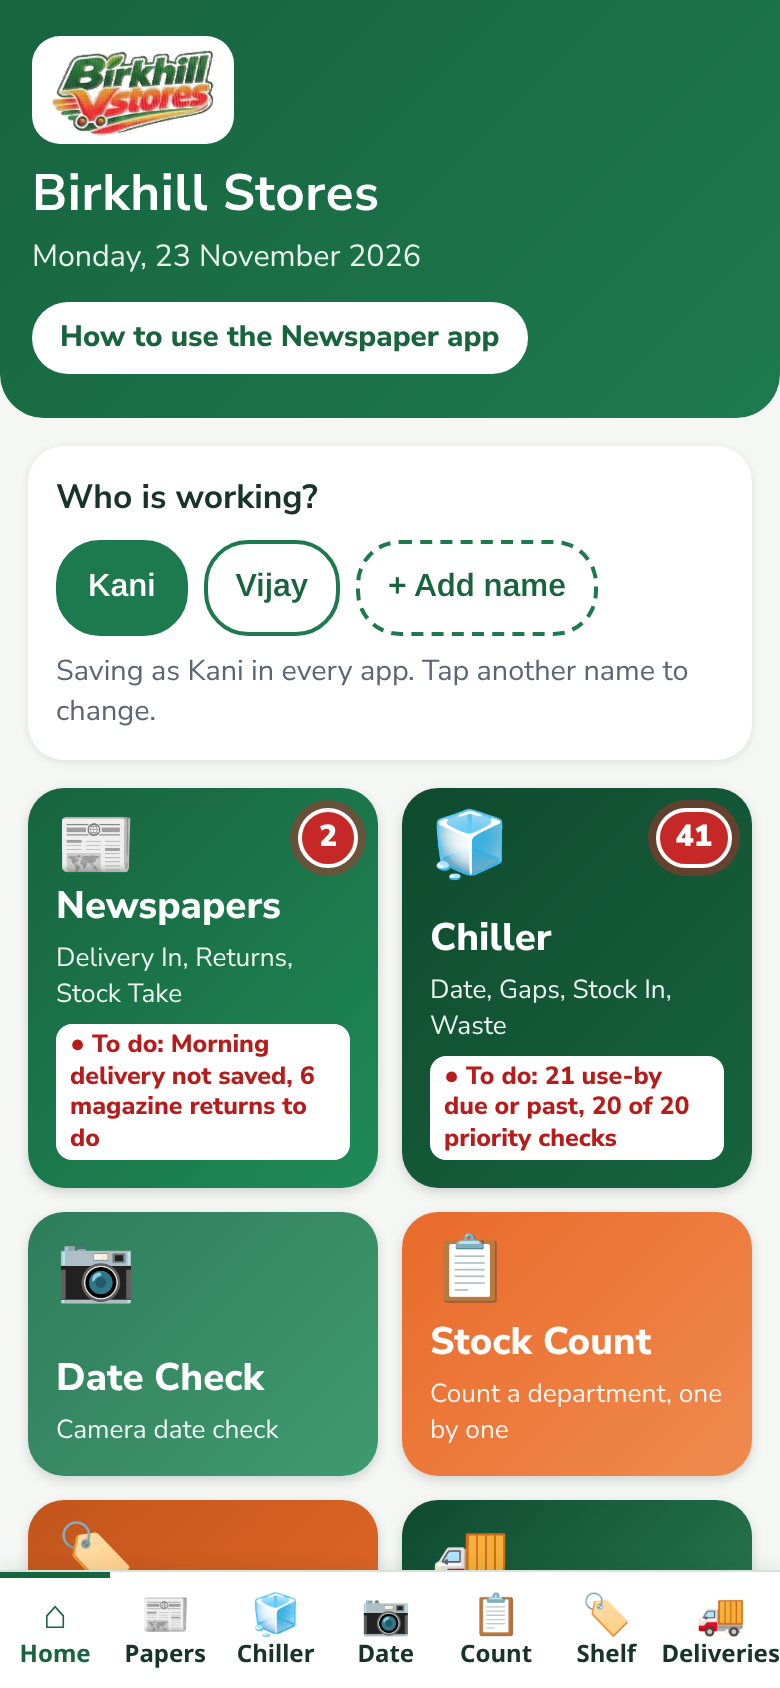 Birkhill
Vstores
Birkhill Stores
Monday, 23 November 2026
How to use the Newspaper app
Who is working?
Kani
Vijay
+ Add name
Saving as Kani in every app. Tap another name to
change.
2
Newspapers
Delivery In, Returns,
Stock Take
● To do: Morning
delivery not saved, 6
magazine returns to
do
41
Chiller
Date, Gaps, Stock In,
Waste
● To do: 21 use-by
due or past, 20 of 20
priority checks
Date Check
Camera date check
Stock Count
Count a department, one
by one
Home
Papers
Chiller
Date
Count
Shelf
Deliveries